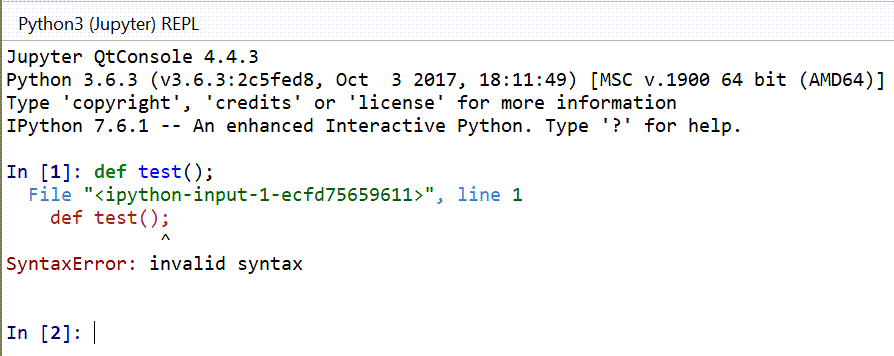 Python3 (Jupyter) REPL
Jupyter QtConsole 4.4.3
Python 3.6.3 (v3.6.3:2c5fed8, Oct  3 2017, 18:11:49) [MSC v.1900 64 bit (AMD64)]
Type 'copyright', 'credits' or 'license' for more information
IPython 7.6.1 -- An enhanced Interactive Python. Type '?' for help.
In [1]: def test();
  File "<ipython-input-1-ecfd75659611>", line 1
    def test();
              ^
SyntaxError: invalid syntax
In [2]: